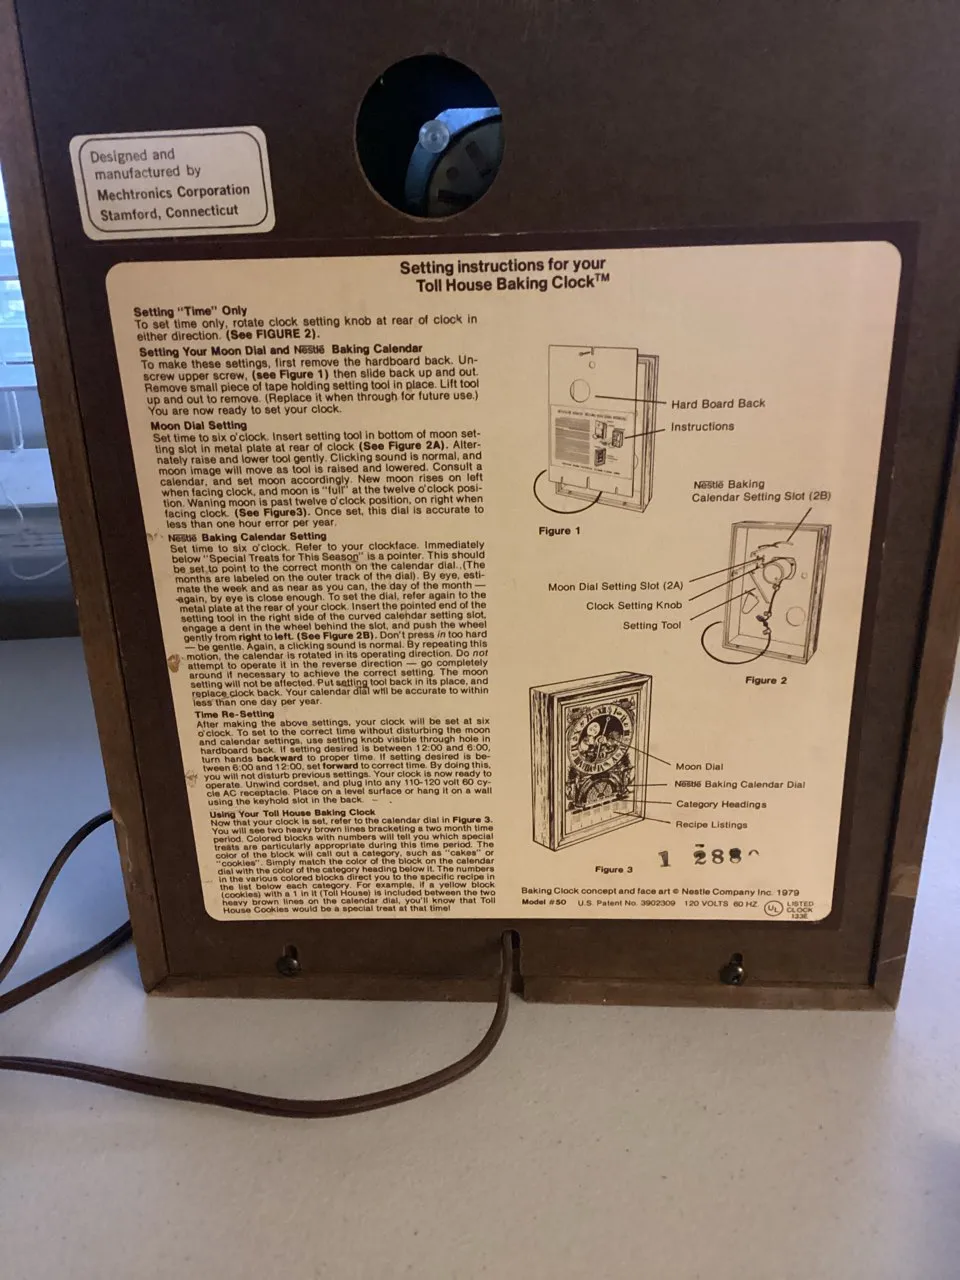 Designed and
manufactured by
Mechtronics Corporation
Stamford, Connecticut
Setting instructions for your
Toll House Baking Clock™
Setting "Time" Only
To set time only, rotate clock setting knob at rear of clock in
either direction. (See FIGURE 2).
Setting Your Moon Dial and Nestlé Baking Calendar
To make these settings, first remove the hardboard back. Un-
screw upper screw, (see Figure 1) then slide back up and out.
Remove small piece of tape holding setting tool in place. Lift tool
up and out to remove. (Replace it when through for future use.)
You are now ready to set your clock.
Moon Dial Setting
Set time to six o'clock. Insert setting tool in bottom of moon set-
ting slot in metal plate at rear of clock (See Figure 2A). Alter-
nately raise and lower tool gently. Clicking sound is normal, and
moon image will move as tool is raised and lowered. Consult a
calendar, and set moon accordingly. New moon rises on left
when facing clock, and moon is "full" at the twelve o'clock posi-
tion. Waning moon is past twelve o'clock position, on right when
facing clock. (See Figure3). Once set, this dial is accurate to
less than one hour error per year.
Nestlé Baking Calendar Setting
Set time to six o'clock. Refer to your clockface. Immediately
below "Special Treats for This Season" is a pointer. This should
be set to point to the correct month on the calendar dial. (The
months are labeled on the outer track of the dial). By eye, esti-
mate the week and as near as you can, the day of the month —
again, by eye is close enough. To set the dial, refer again to the
metal plate at the rear of your clock. Insert the pointed end of the
setting tool in the right side of the curved calendar setting slot,
engage a dent in the wheel behind the slot, and push the wheel
gently from right to left. (See Figure 2B). Don't press in too hard
— be gentle. Again, a clicking sound is normal. By repeating this
motion, the calendar is rotated in its operating direction. Do not
attempt to operate it in the reverse direction — go completely
around if necessary to achieve the correct setting. The moon
setting will not be affected. Put setting tool back in its place, and
replace clock back. Your calendar dial will be accurate to within
less than one day per year.
Time Re-Setting
After making the above settings, your clock will be set at six
o'clock. To set to the correct time without disturbing the moon
and calendar settings, use setting knob visible through hole in
hardboard back. If setting desired is between 12:00 and 6:00,
turn hands backward to proper time. If setting desired is be-
tween 6:00 and 12:00, set forward to correct time. By doing this,
you will not disturb previous settings. Your clock is now ready to
operate. Unwind cordset, and plug into any 110-120 volt 60 cy-
cle AC receptacle. Place on a level surface or hang it on a wall
using the keyhold slot in the back.
Using Your Toll House Baking Clock
Now that your clock is set, refer to the calendar dial in Figure 3.
You will see two heavy brown lines bracketing a two month time
period. Colored blocks with numbers will tell you which special
treats are particularly appropriate during this time period. The
color of the block will call out a category, such as "cakes" or
"cookies". Simply match the color of the block on the calendar
dial with the color of the category heading below it. The numbers
in the various colored blocks direct you to the specific recipe in
the list below each category. For example, if a yellow block
(cookies) with a 1 in it (Toll House) is included between the two
heavy brown lines on the calendar dial, you'll know that Toll
House Cookies would be a special treat at that time!
Hard Board Back
Instructions
Figure 1
Nestlé Baking
Calendar Setting Slot (2B)
Moon Dial Setting Slot (2A)
Clock Setting Knob
Setting Tool
Figure 2
Moon Dial
Nestlé Baking Calendar Dial
Category Headings
Recipe Listings
Figure 3
Baking Clock concept and face art © Nestle Company Inc. 1979
Model #50 U.S. Patent No. 3902309 120 VOLTS 60 HZ. UL LISTED
CLOCK
133E